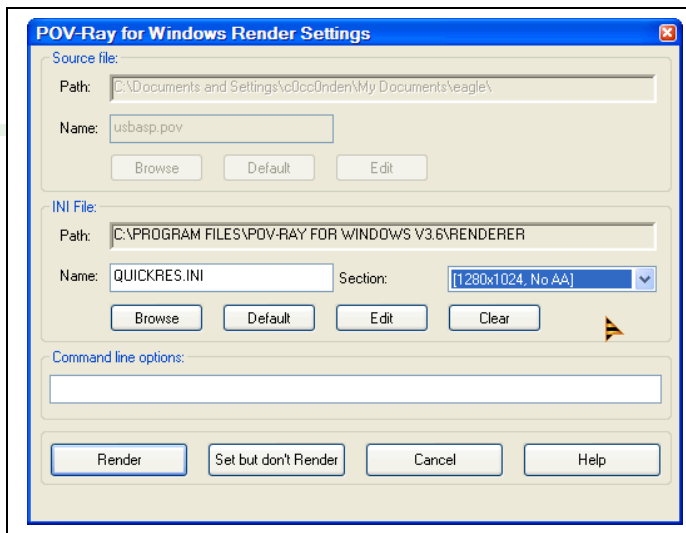 POV-Ray for Windows Render Settings
Source file:
Path: C:\Documents and Settings\c0cc0nden\My Documents\eagle\
Name: usbasp.pov
Browse Default Edit
INI File:
Path: C:\PROGRAM FILES\POV-RAY FOR WINDOWS V3.6\RENDERER
Name: QUICKRES.INI Section: [1280x1024, No AA]
Browse Default Edit Clear
Command line options:
Render Set but don't Render Cancel Help